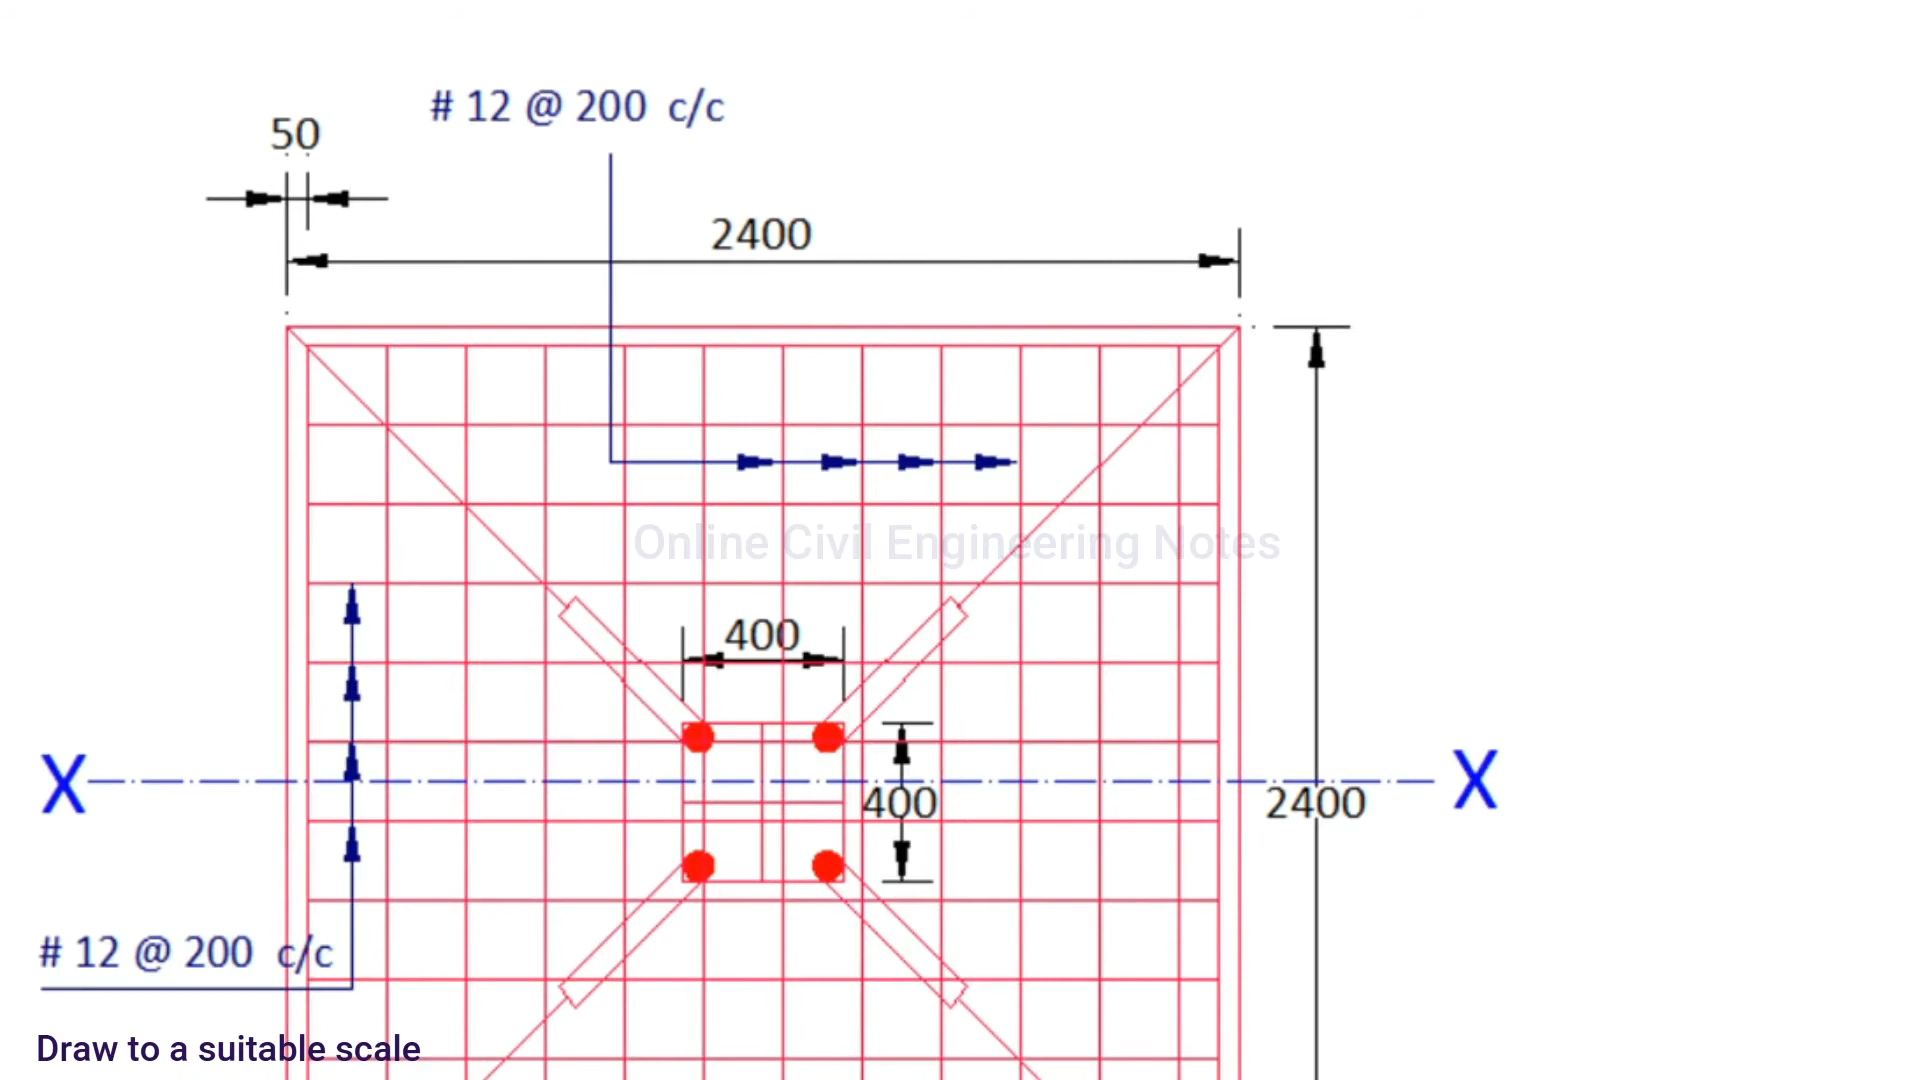 # 12 @ 200 c/c
50
2400
Online Civil Engineering Notes
400
X
X
400
2400
# 12 @ 200 c/c
Draw to a suitable scale